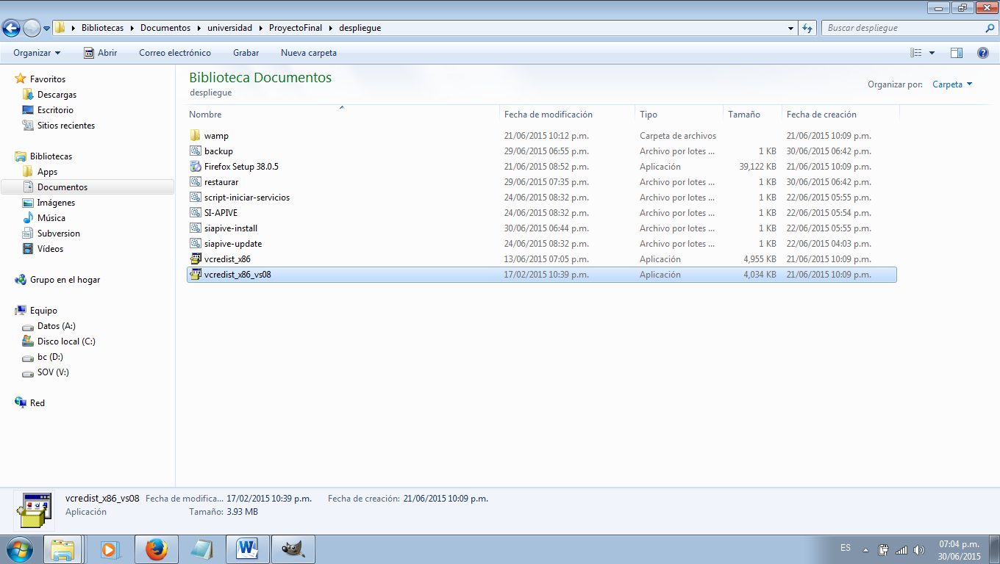 Bibliotecas Documentos universidad ProyectoFinal despliegue Buscar despliegue
Organizar Abrir Correo electrónico Grabar Nueva carpeta
Favoritos
Descargas
Escritorio
Sitios recientes
Bibliotecas
Apps
Documentos
Imágenes
Música
Subversion
Vídeos
Grupo en el hogar
Equipo
Datos (A:)
Disco local (C:)
bc (D:)
SOV (V:)
Red
Biblioteca Documentos
despliegue
Organizar por: Carpeta
Nombre Fecha de modificación Tipo Tamaño Fecha de creación
wamp 21/06/2015 10:12 p.m. Carpeta de archivos 21/06/2015 10:09 p.m.
backup 29/06/2015 06:55 p.m. Archivo por lotes ... 1 KB 30/06/2015 06:42 p.m.
Firefox Setup 38.0.5 21/06/2015 08:52 p.m. Aplicación 39,122 KB 21/06/2015 10:09 p.m.
restaurar 29/06/2015 07:35 p.m. Archivo por lotes ... 1 KB 30/06/2015 06:42 p.m.
script-iniciar-servicios 24/06/2015 08:32 p.m. Archivo por lotes ... 1 KB 22/06/2015 05:55 p.m.
SI-APIVE 24/06/2015 08:32 p.m. Archivo por lotes ... 1 KB 22/06/2015 05:54 p.m.
siapive-install 30/06/2015 06:44 p.m. Archivo por lotes ... 1 KB 22/06/2015 05:55 p.m.
siapive-update 24/06/2015 08:32 p.m. Archivo por lotes ... 1 KB 22/06/2015 04:03 p.m.
vcredist_x86 13/06/2015 07:05 p.m. Aplicación 4,955 KB 21/06/2015 10:09 p.m.
vcredist_x86_vs08 17/02/2015 10:39 p.m. Aplicación 4,034 KB 21/06/2015 10:09 p.m.
vcredist_x86_vs08 Fecha de modifica... 17/02/2015 10:39 p.m. Fecha de creación: 21/06/2015 10:09 p.m.
Aplicación Tamaño: 3.93 MB
ES 07:04 p.m.
30/06/2015